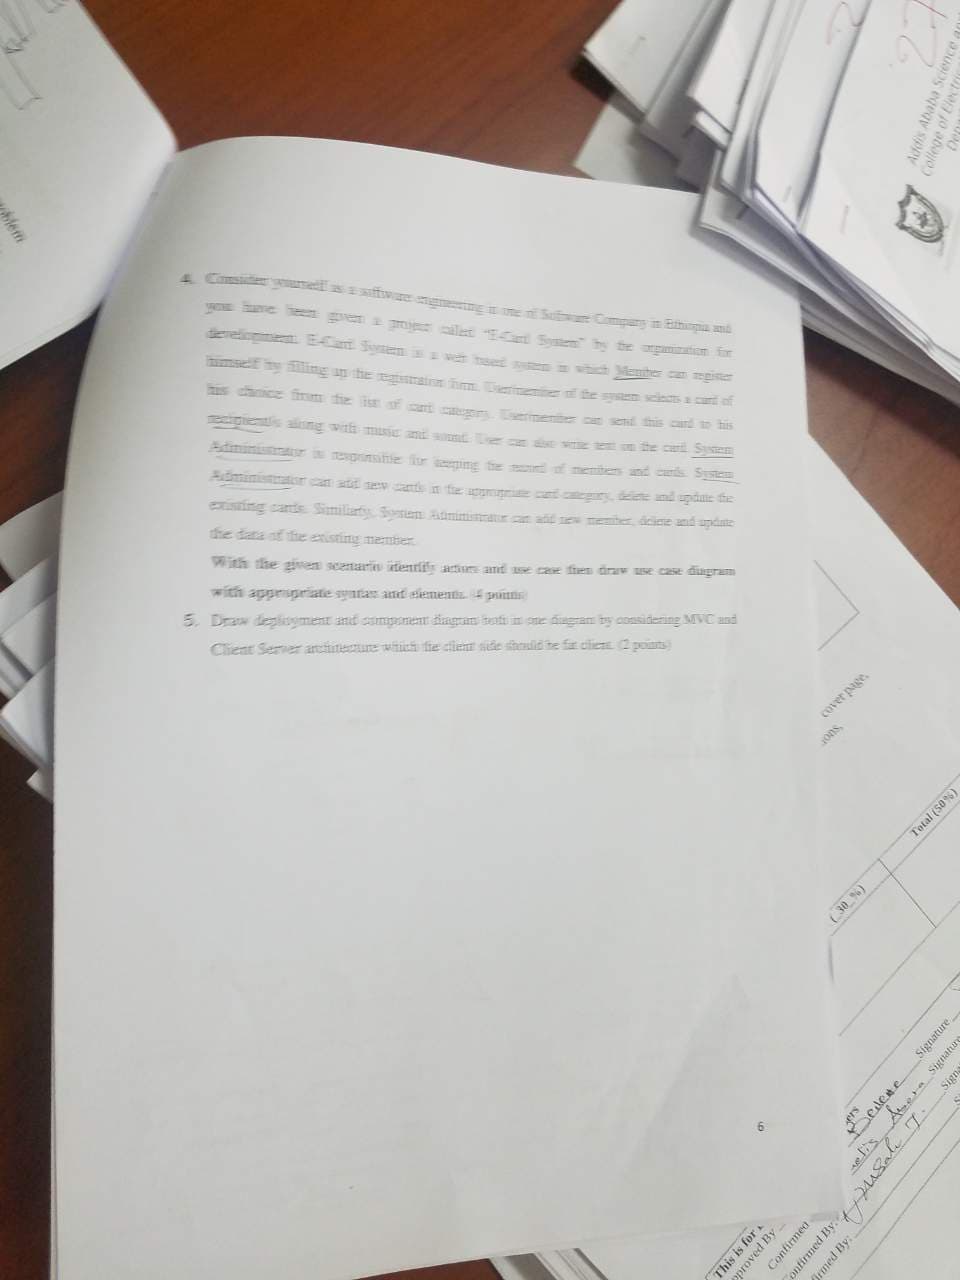 4. Consider yourself as a software engineering in one of Software Company in Ethiopia and
you have been given a project called "E-Card System" by the organization for
development. E-Card System is a web based system in which Member can register
himself by filling up the registration form. User/member of the system selects a card of
his choice from the list of card category. User/member can send this card to his
recipient/s along with music and sound. User can also write text on the card. System
Administrator is responsible for keeping the record of members and cards. System
Administrator can add new cards in the appropriate card category, delete and update the
existing cards. Similarly, System Administrator can add new member, delete and update
the data of the existing member.
With the given scenario identify actors and use case then draw use case diagram
with appropriate syntax and elements. (4 points)
5. Draw deployment and component diagram both in one diagram by considering MVC and
Client Server architecture which the client side should be fat client. (2 points)
6
Addis Ababa Science
College of Electric
27
cover page.
ions,
Total (50%)
(30 %)
Signature
Signature
This is for
Confirmed